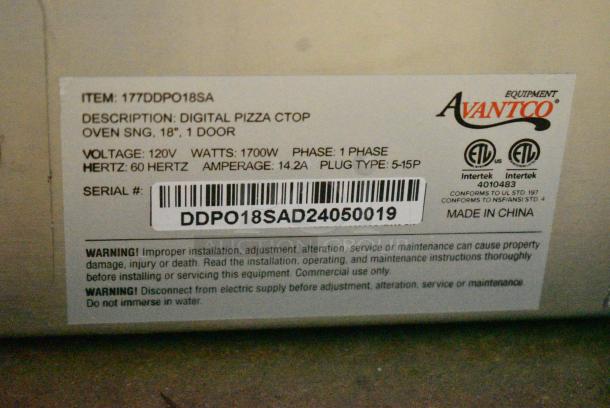 ITEM: 177DDPO18SA
DESCRIPTION: DIGITAL PIZZA CTOP
OVEN SNG, 18", 1 DOOR
VOLTAGE: 120V WATTS: 1700W PHASE: 1 PHASE
HERTZ: 60 HERTZ AMPERAGE: 14.2A PLUG TYPE: 5-15P
SERIAL #:
DDPO18SAD24050019
EQUIPMENT
AVANTCO®
ETL US ETL
Intertek Intertek
4010483
CONFORMS TO UL STD. 197
CONFORMS TO NSF/ANSI STD. 4
MADE IN CHINA
WARNING! Improper installation, adjustment, alteration, service or maintenance can cause property
damage, injury or death. Read the installation, operating, and maintenance instructions thoroughly
before installing or servicing this equipment. Commercial use only.
WARNING! Disconnect from electric supply before adjustment, alteration, service or maintenance.
Do not immerse in water.